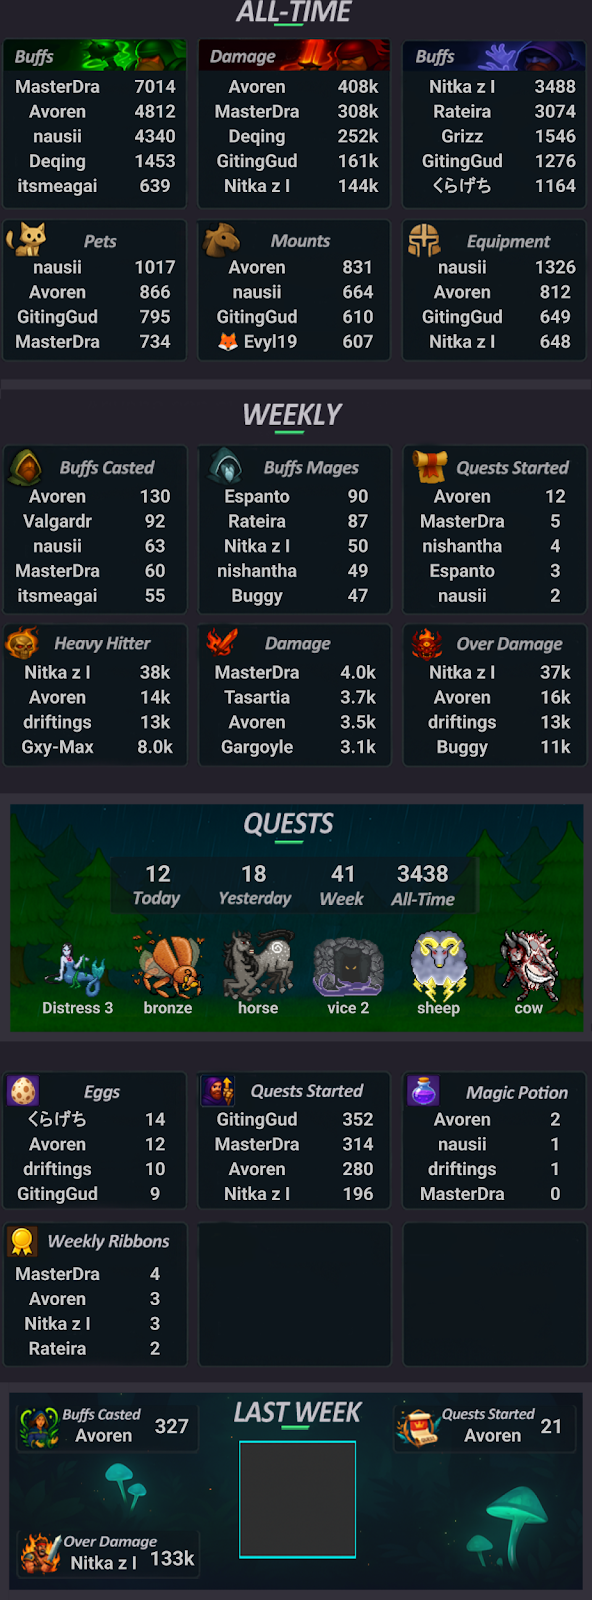 ALL-TIME
Buffs
MasterDra 7014
Avoren 4812
nausii 4340
Deqing 1453
itsmeagai 639
Damage
Avoren 408k
MasterDra 308k
Deqing 252k
GitingGud 161k
Nitka z l 144k
Buffs
Nitka z l 3488
Rateira 3074
Grizz 1546
GitingGud 1276
くらげち 1164
Pets
nausii 1017
Avoren 866
GitingGud 795
MasterDra 734
Mounts
Avoren 831
nausii 664
GitingGud 610
🦊 Evyl19 607
Equipment
nausii 1326
Avoren 812
GitingGud 649
Nitka z l 648
WEEKLY
Buffs Casted
Avoren 130
Valgardr 92
nausii 63
MasterDra 60
itsmeagai 55
Buffs Mages
Espanto 90
Rateira 87
Nitka z l 50
nishantha 49
Buggy 47
Quests Started
Avoren 12
MasterDra 5
nishantha 4
Espanto 3
nausii 2
Heavy Hitter
Nitka z l 38k
Avoren 14k
driftings 13k
Gxy-Max 8.0k
Damage
MasterDra 4.0k
Tasartia 3.7k
Avoren 3.5k
Gargoyle 3.1k
Over Damage
Nitka z l 37k
Avoren 16k
driftings 13k
Buggy 11k
QUESTS
12 18 41 3438
Today Yesterday Week All-Time
Distress 3 bronze horse vice 2 sheep cow
Eggs
くらげち 14
Avoren 12
driftings 10
GitingGud 9
Quests Started
GitingGud 352
MasterDra 314
Avoren 280
Nitka z l 196
Magic Potion
Avoren 2
nausii 1
driftings 1
MasterDra 0
Weekly Ribbons
MasterDra 4
Avoren 3
Nitka z l 3
Rateira 2
LAST WEEK
Buffs Casted
Avoren 327
Quests Started
Avoren 21
Over Damage
Nitka z l 133k